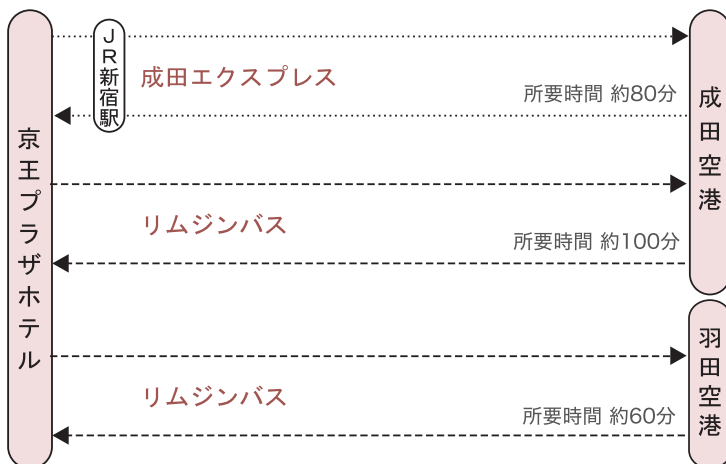 京王プラザホテル
JR新宿駅
成田エクスプレス
所要時間 約80分
成田空港
リムジンバス
所要時間 約100分
リムジンバス
所要時間 約60分
羽田空港